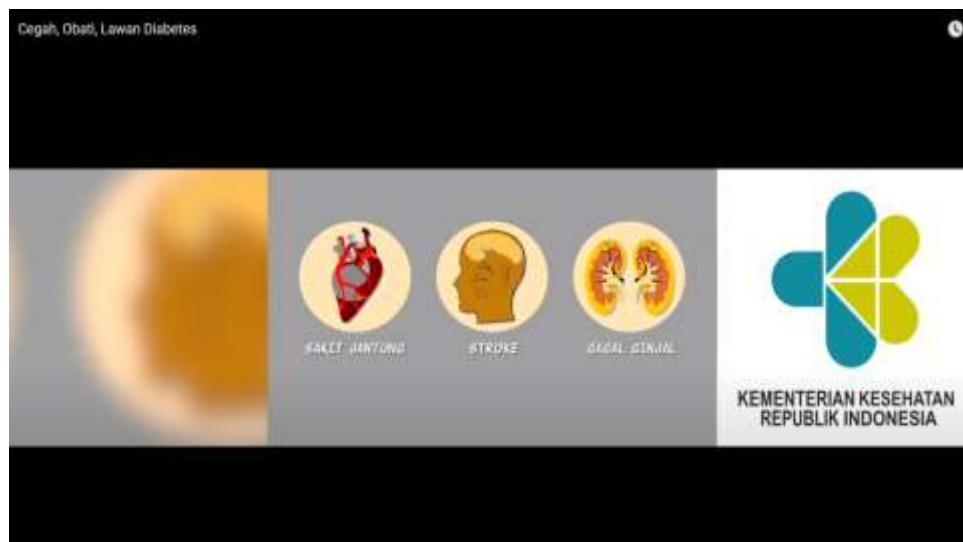 Cegah, Obati, Lawan Diabetes
SAKIT JANTUNG
STROKE
GAGAL GINJAL
KEMENTERIAN KESEHATAN
REPUBLIK INDONESIA